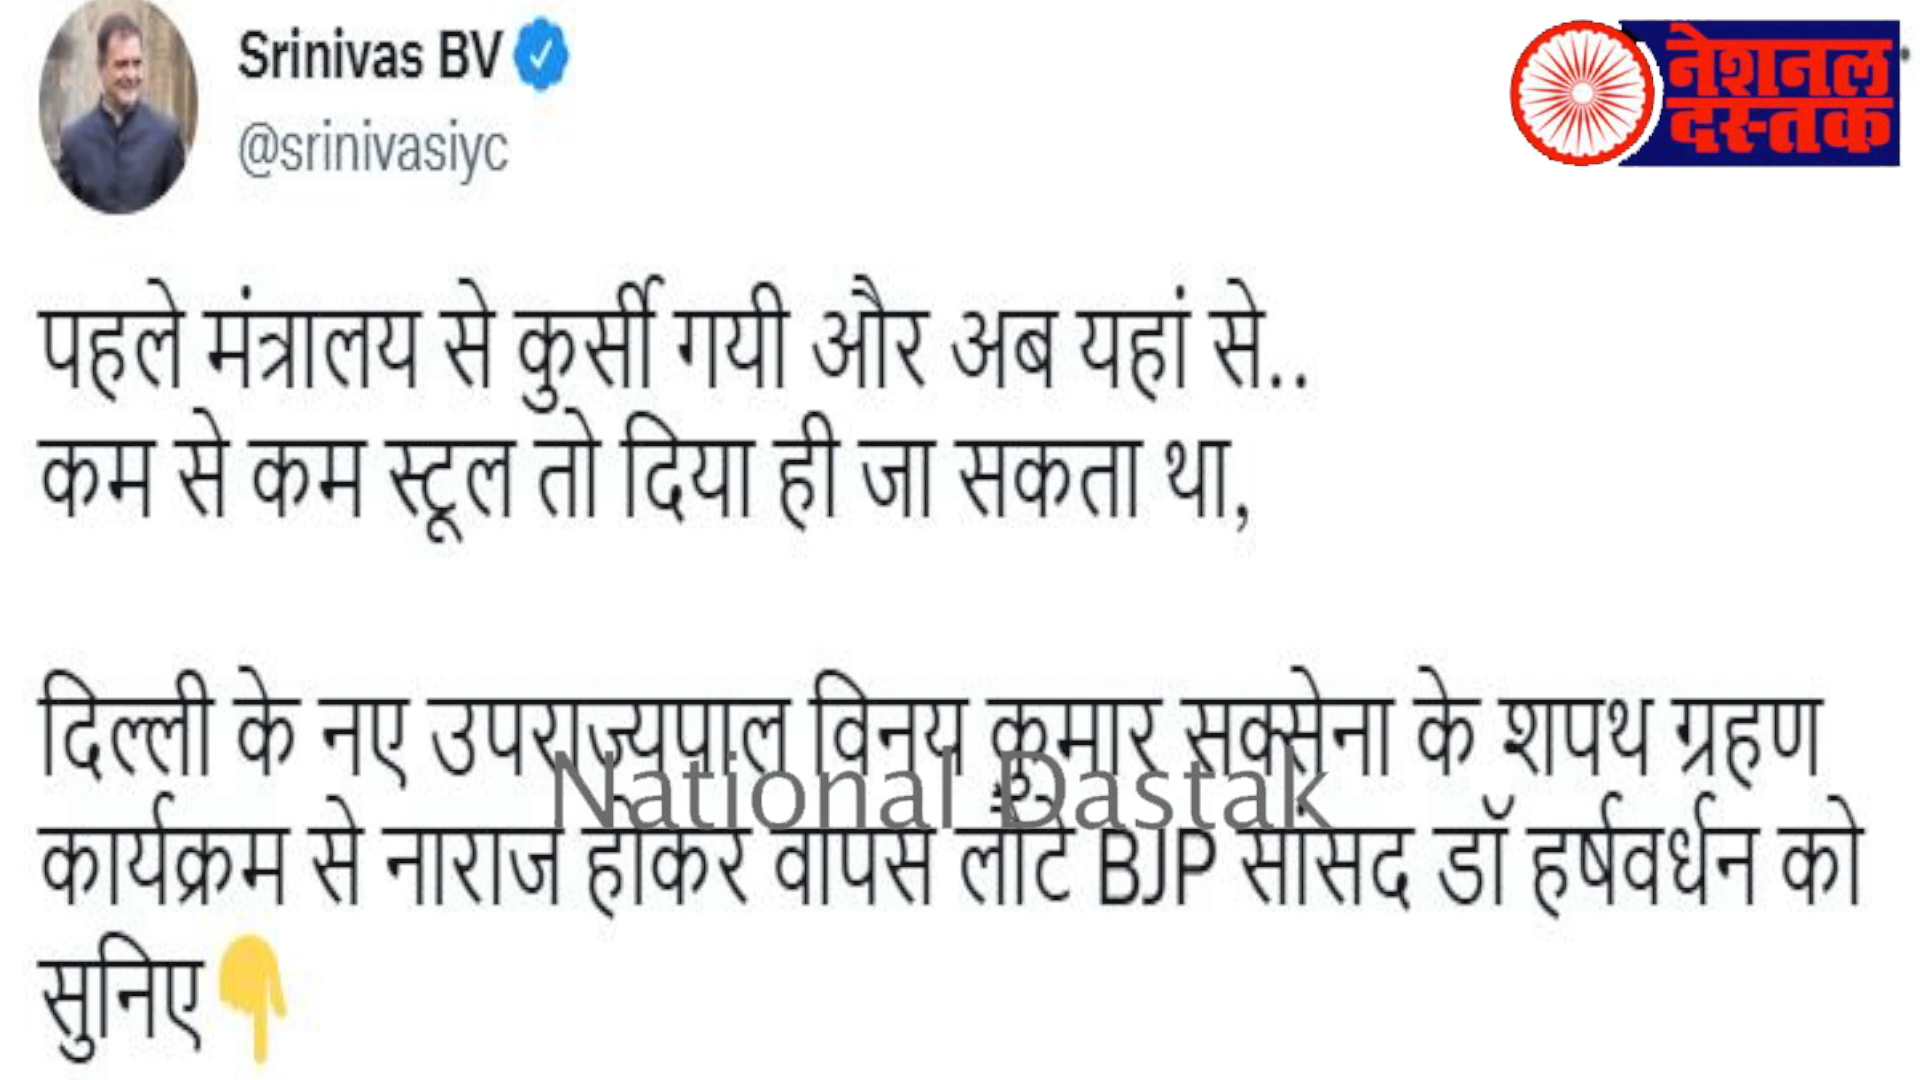 Srinivas BV
@srinivasiyc
नेशनल
दस्तक
पहले मंत्रालय से कुर्सी गयी और अब यहां से..
कम से कम स्टूल तो दिया ही जा सकता था,
दिल्ली के नए उपराज्यपाल विनय कुमार सक्सेना के शपथ ग्रहण
National Dastak
कार्यक्रम से नाराज होकर वापस लौटे BJP सांसद डॉ हर्षवर्धन को
सुनिए👇